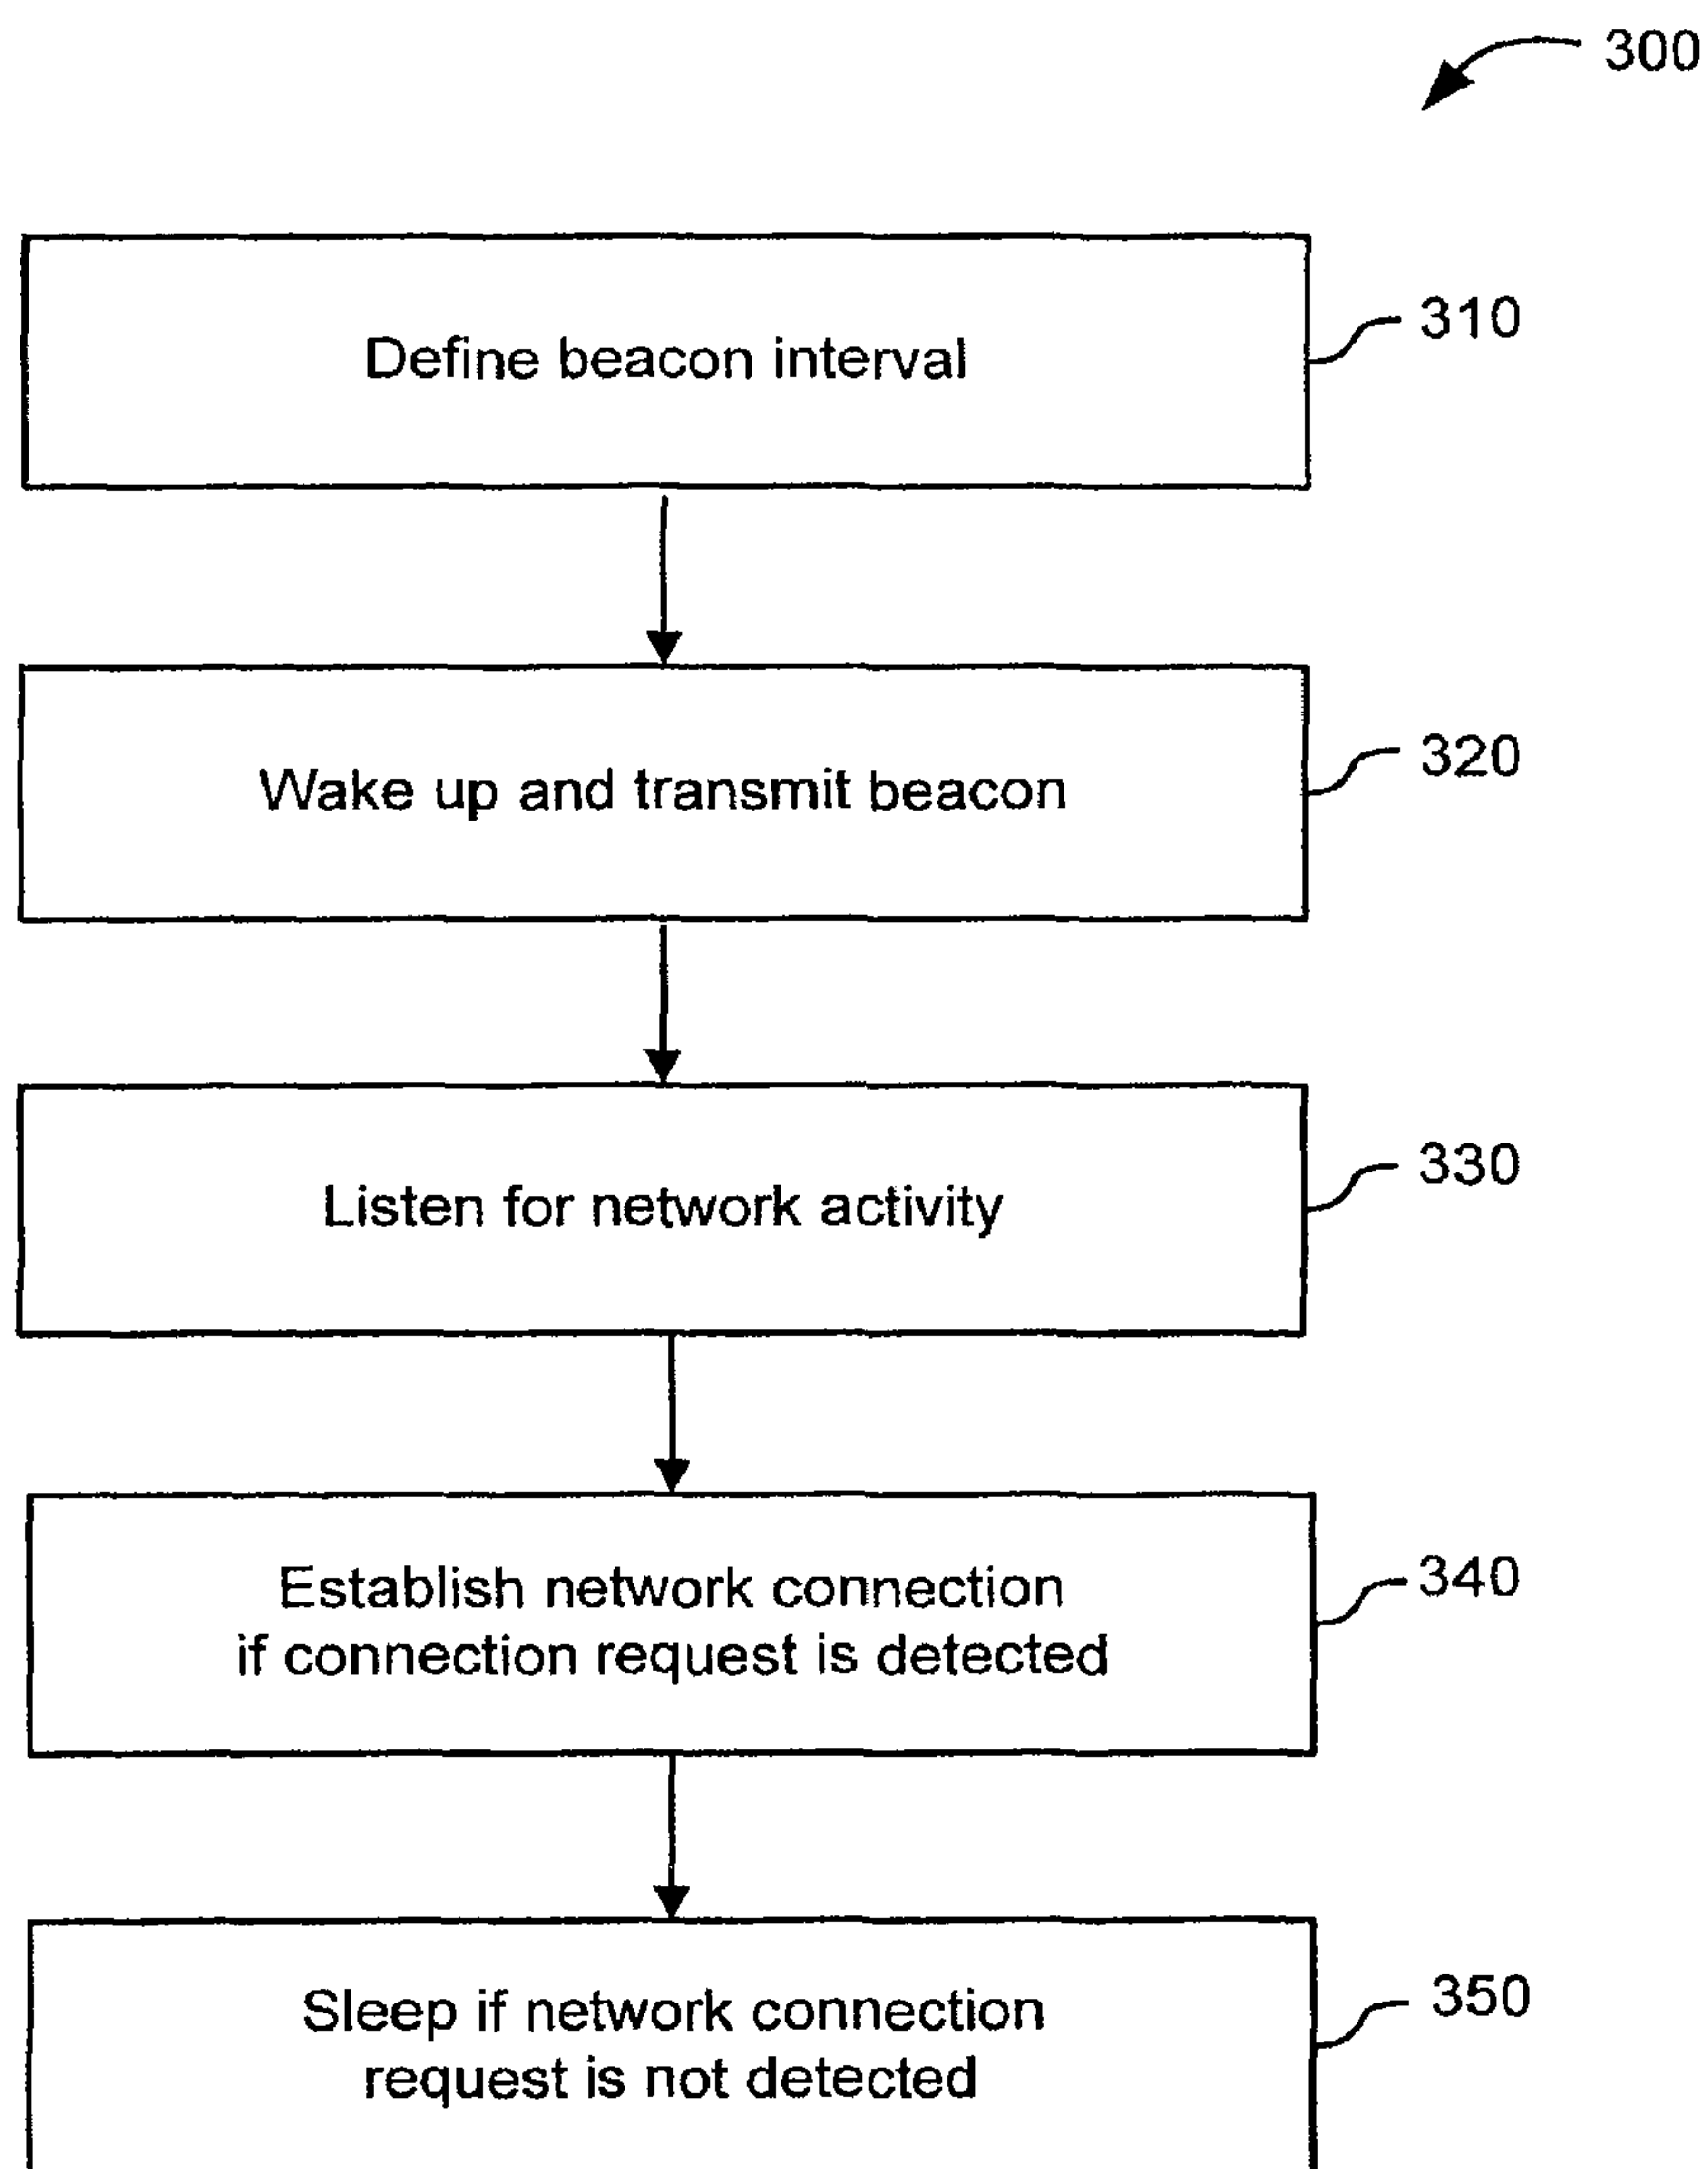 300
Define beacon interval
310
Wake up and transmit beacon
320
Listen for network activity
330
Establish network connection
if connection request is detected
340
Sleep if network connection
request is not detected
350